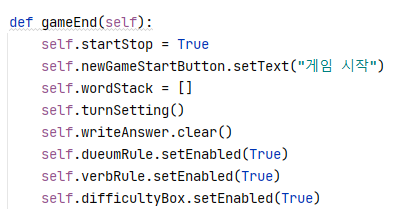 def gameEnd(self):
    self.startStop = True
    self.newGameStartButton.setText("게임 시작")
    self.wordStack = []
    self.turnSetting()
    self.writeAnswer.clear()
    self.dueumRule.setEnabled(True)
    self.verbRule.setEnabled(True)
    self.difficultyBox.setEnabled(True)